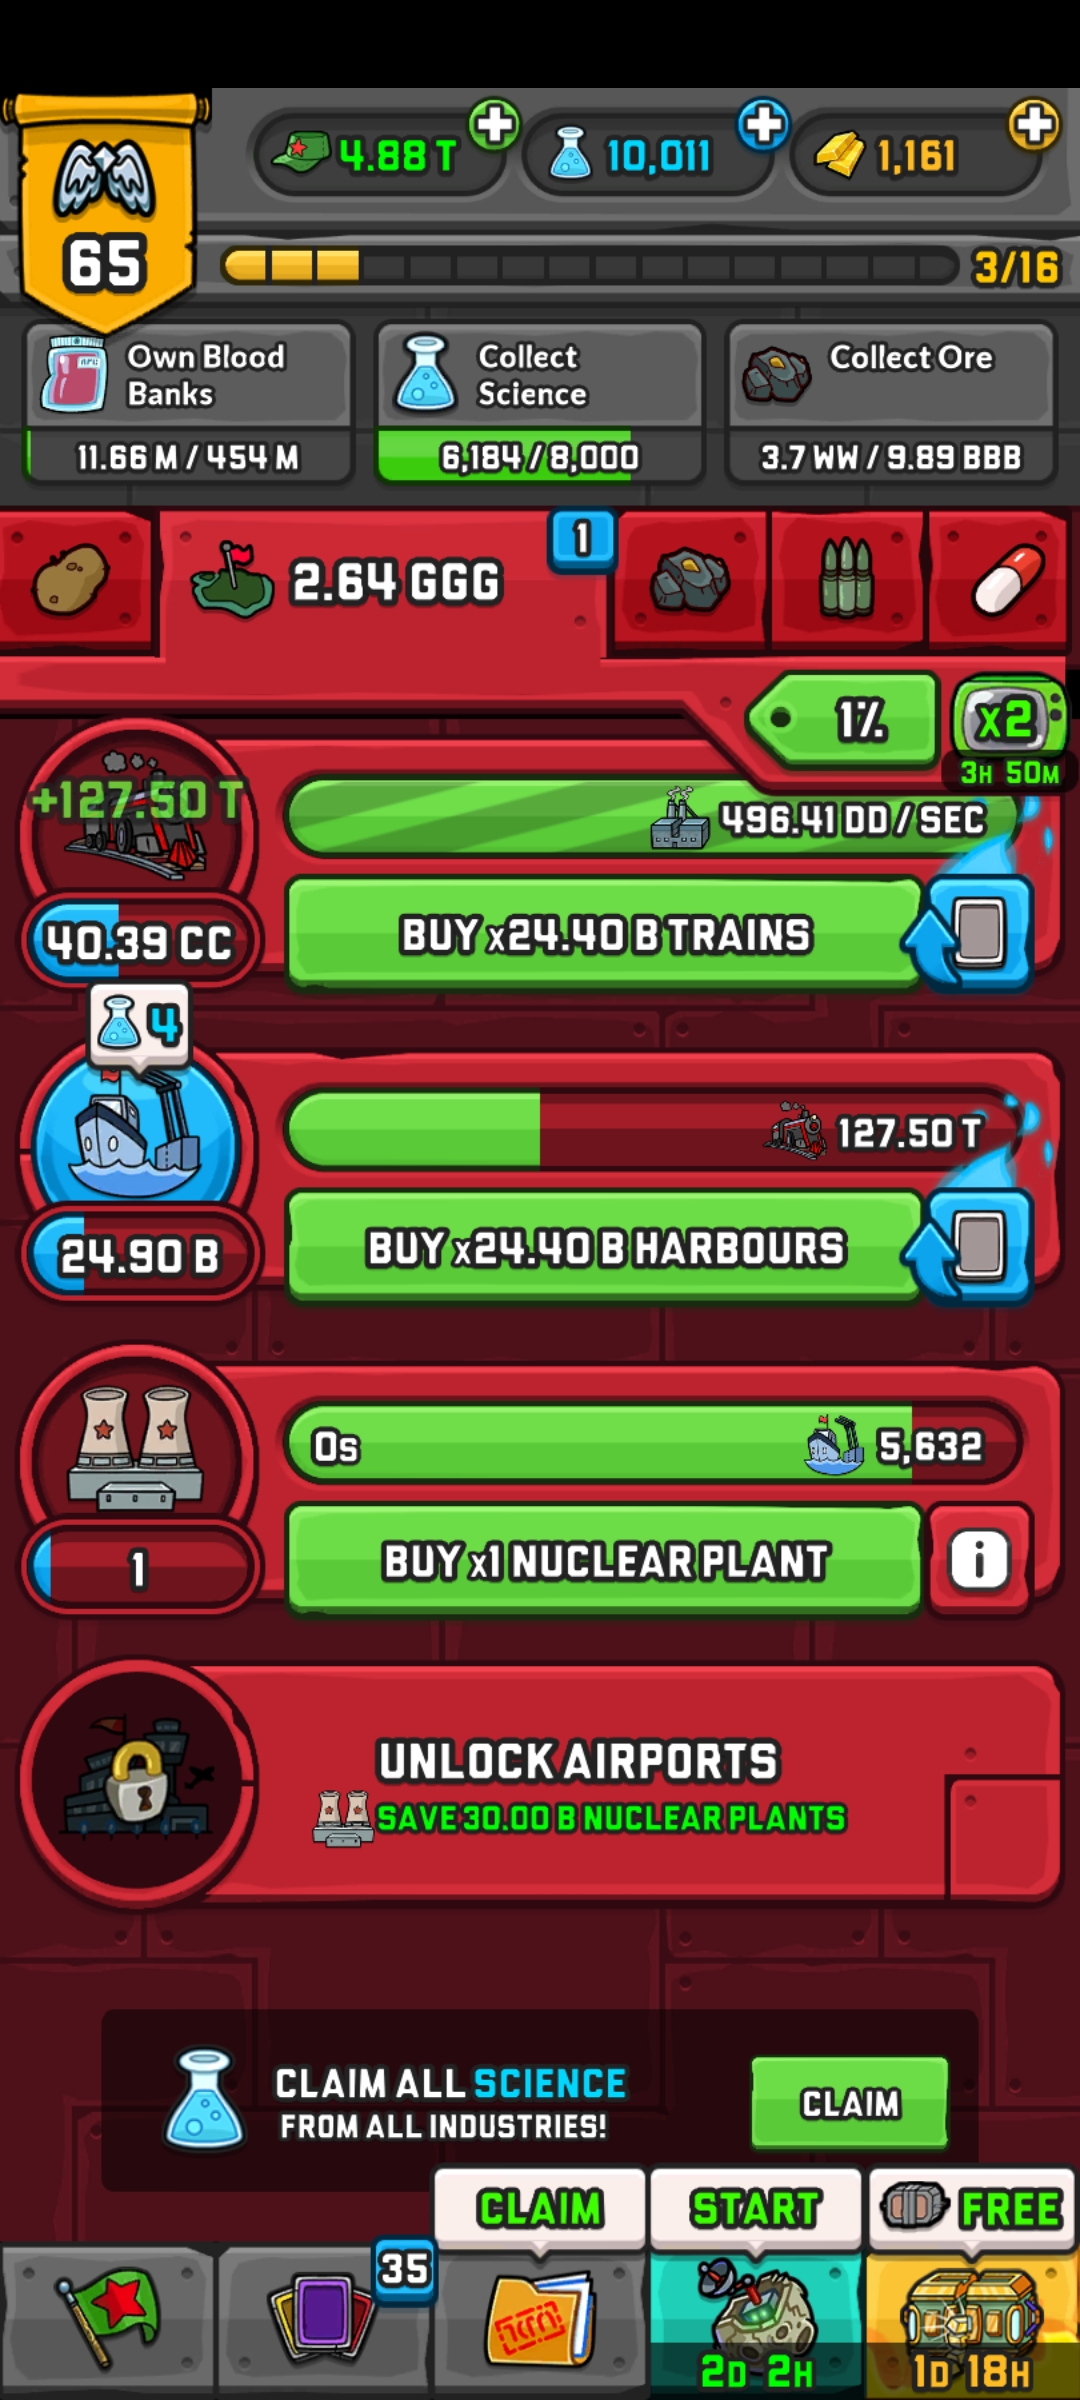 65
4.88 T
10,011
1,161
3/16
Own Blood
Banks
11.66 M / 454 M
Collect
Science
6,184 / 8,000
Collect Ore
3.7 WW / 9.89 BBB
2.64 GGG
1
1%
x2
3H 50M
+127.50 T
496.41 DD / SEC
40.39 CC
BUY x24.40 B TRAINS
4
127.50 T
24.90 B
BUY x24.40 B HARBOURS
0s
5,632
1
BUY x1 NUCLEAR PLANT
i
UNLOCK AIRPORTS
SAVE 30.00 B NUCLEAR PLANTS
CLAIM ALL SCIENCE
FROM ALL INDUSTRIES!
CLAIM
CLAIM
START
FREE
35
2D 2H
1D 18H